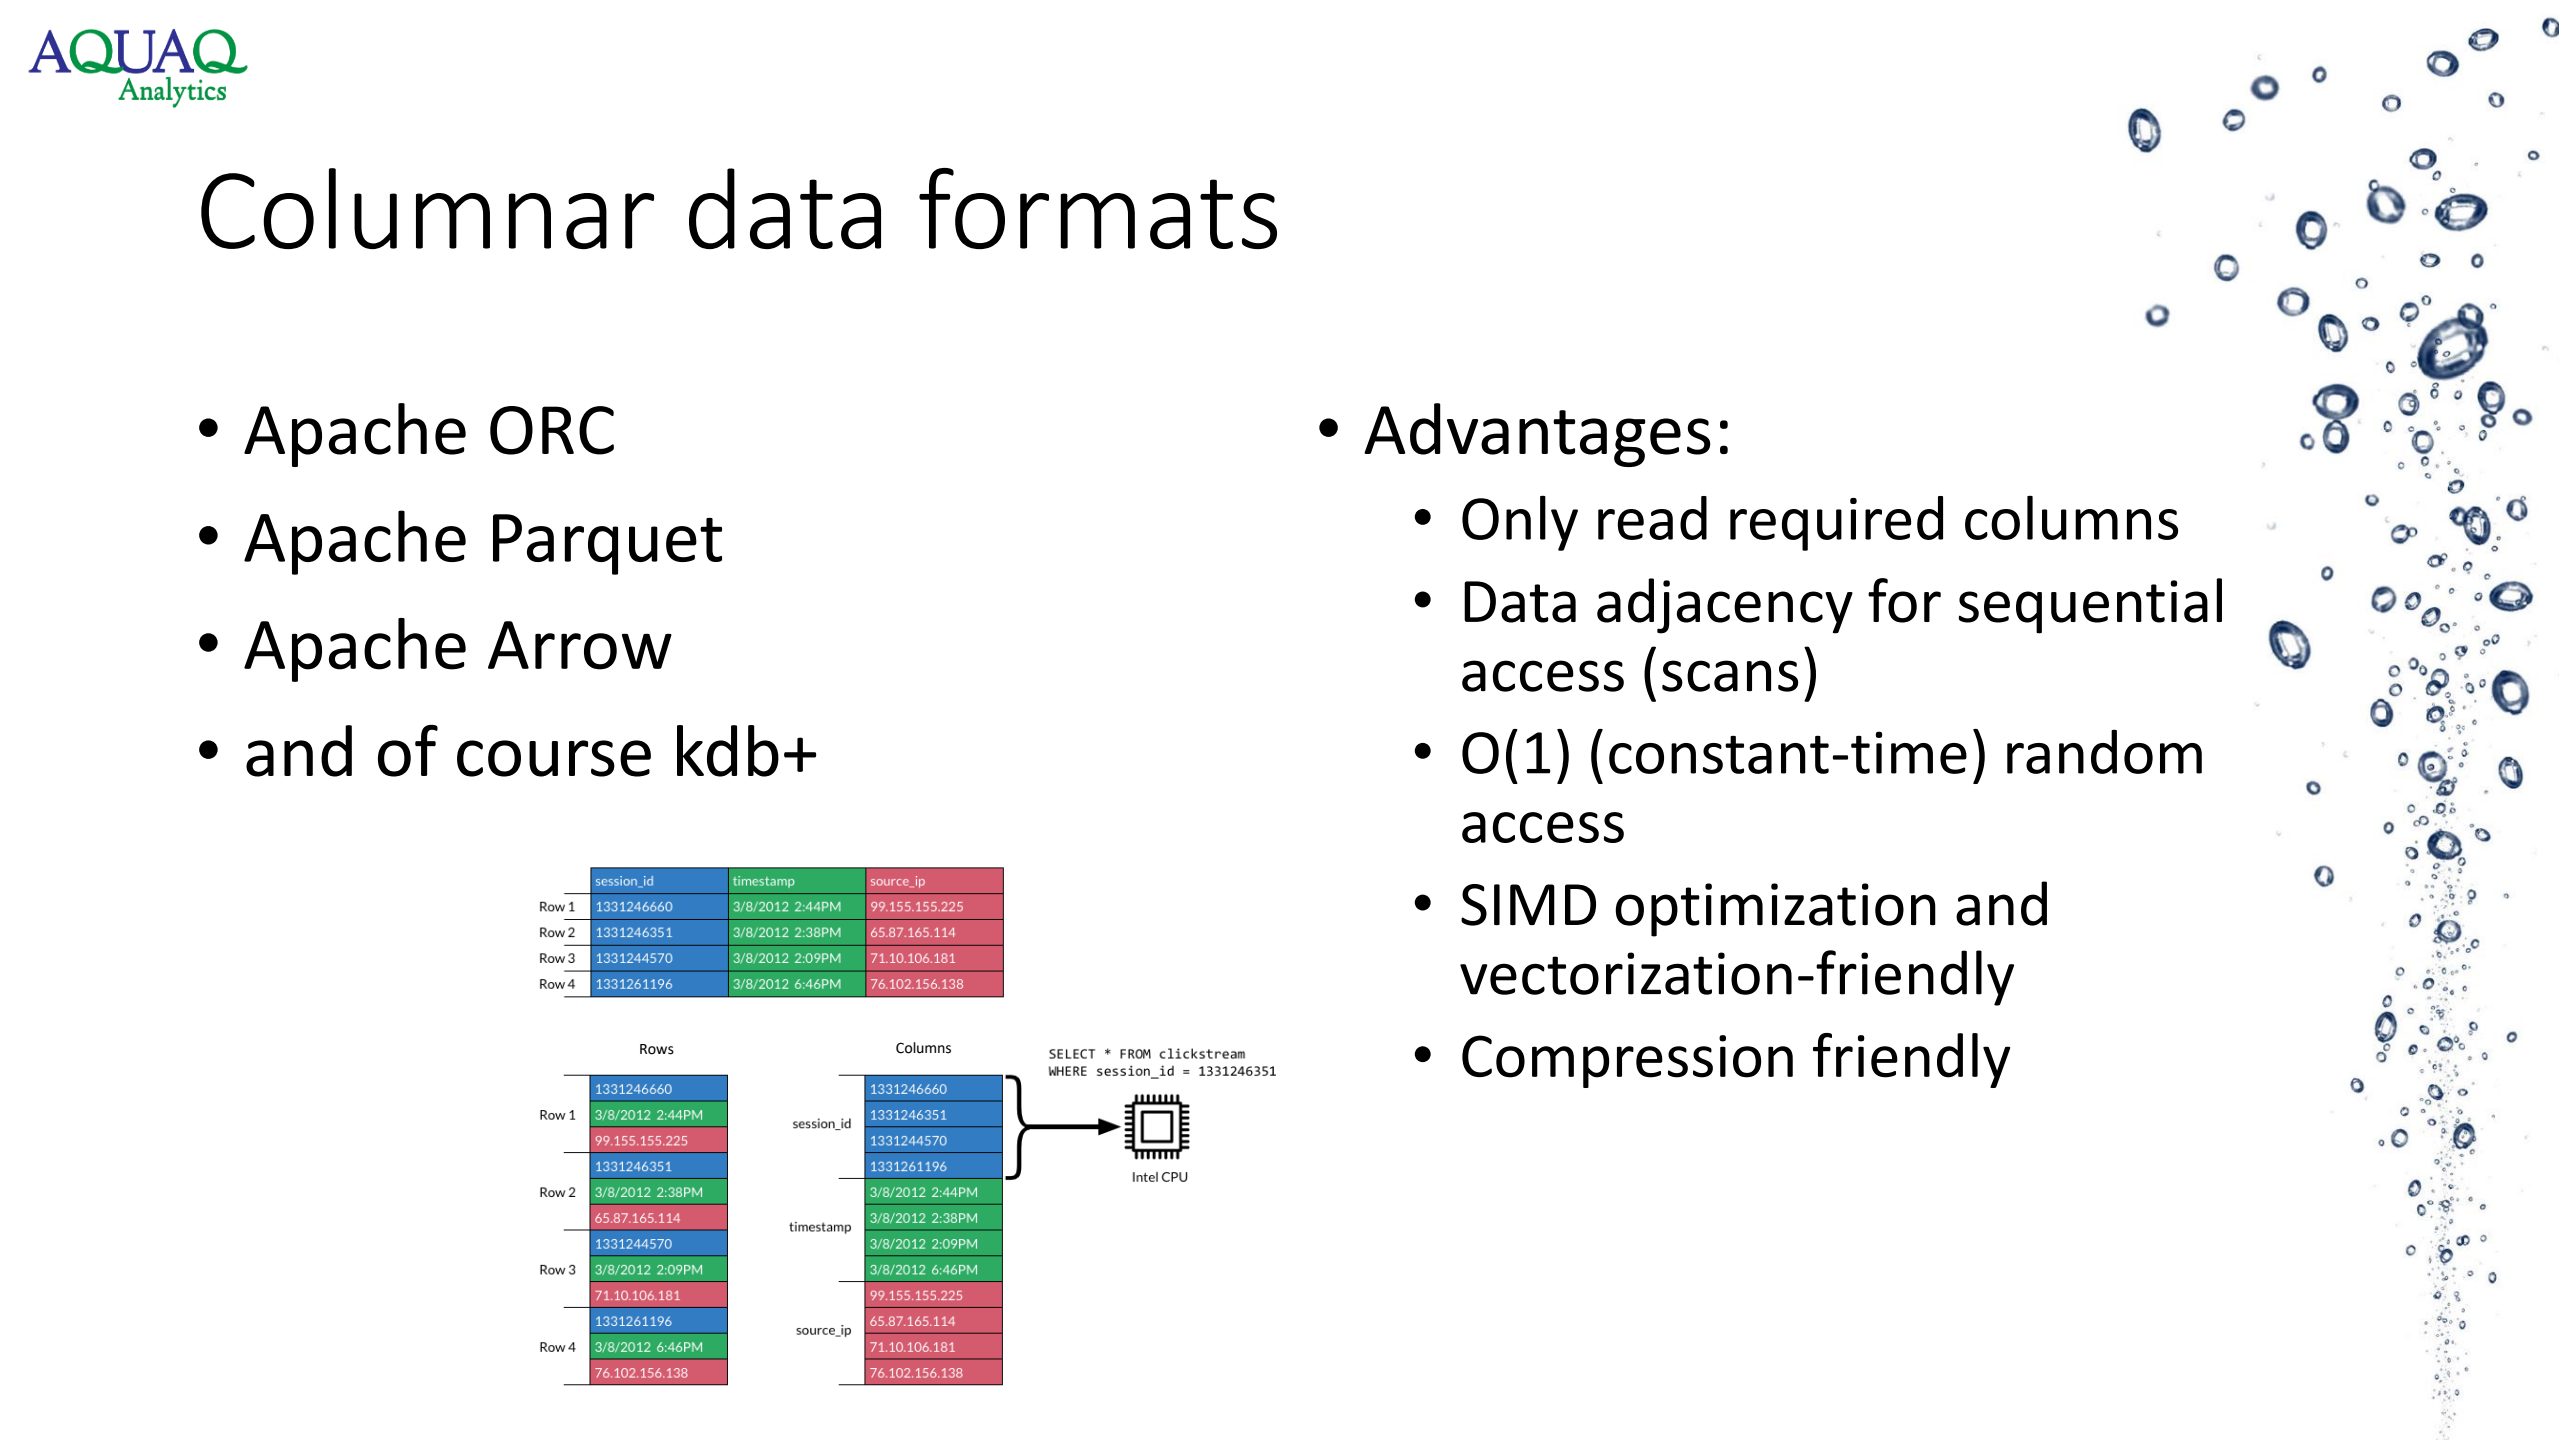 AQUAQ
Analytics
Columnar data formats
• Apache ORC
• Apache Parquet
• Apache Arrow
• and of course kdb+
• Advantages:
• Only read required columns
• Data adjacency for sequential
access (scans)
• O(1) (constant-time) random
access
• SIMD optimization and
vectorization-friendly
• Compression friendly
session_id timestamp source_ip
Row 1 1331246660 3/8/2012 2:44PM 99.155.155.225
Row 2 1331246351 3/8/2012 2:38PM 65.87.165.114
Row 3 1331244570 3/8/2012 2:09PM 71.10.106.181
Row 4 1331261196 3/8/2012 6:46PM 76.102.156.138
Rows
1331246660
Row 1 3/8/2012 2:44PM
99.155.155.225
1331246351
Row 2 3/8/2012 2:38PM
65.87.165.114
1331244570
Row 3 3/8/2012 2:09PM
71.10.106.181
1331261196
Row 4 3/8/2012 6:46PM
76.102.156.138
Columns
session_id
1331246660
1331246351
1331244570
1331261196
timestamp
3/8/2012 2:44PM
3/8/2012 2:38PM
3/8/2012 2:09PM
3/8/2012 6:46PM
source_ip
99.155.155.225
65.87.165.114
71.10.106.181
76.102.156.138
SELECT * FROM clickstream
WHERE session_id = 1331246351
Intel CPU